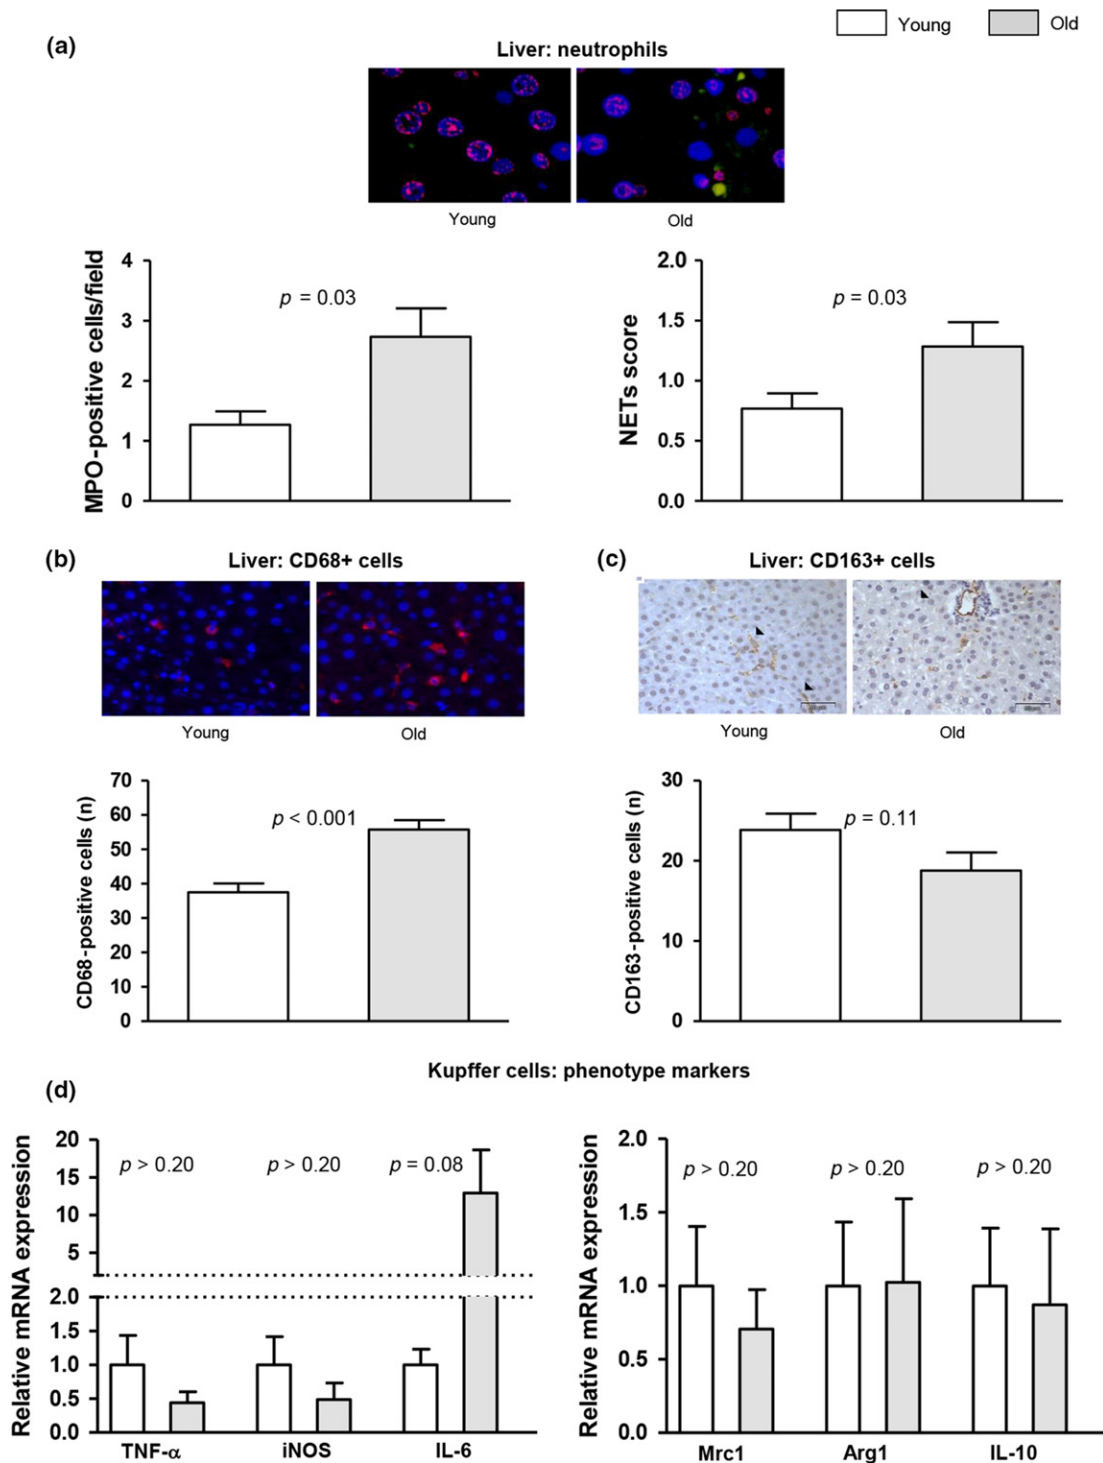 Young Old
(a)
Liver: neutrophils
Young Old
MPO-positive cells/field
4
3
2
1
0
p = 0.03
NETs score
2.0
1.5
1.0
0.5
0.0
p = 0.03
(b) Liver: CD68+ cells
Young Old
CD68-positive cells (n)
70
60
50
40
30
20
10
0
p < 0.001
(c) Liver: CD163+ cells
Young Old
CD163-positive cells (n)
30
20
10
0
p = 0.11
Kupffer cells: phenotype markers
(d)
Relative mRNA expression
20
15
10
5
2.0
1.5
1.0
0.5
0.0
p > 0.20 p > 0.20 p = 0.08
TNF-α iNOS IL-6
Relative mRNA expression
2.0
1.5
1.0
0.5
0.0
p > 0.20 p > 0.20 p > 0.20
Mrc1 Arg1 IL-10